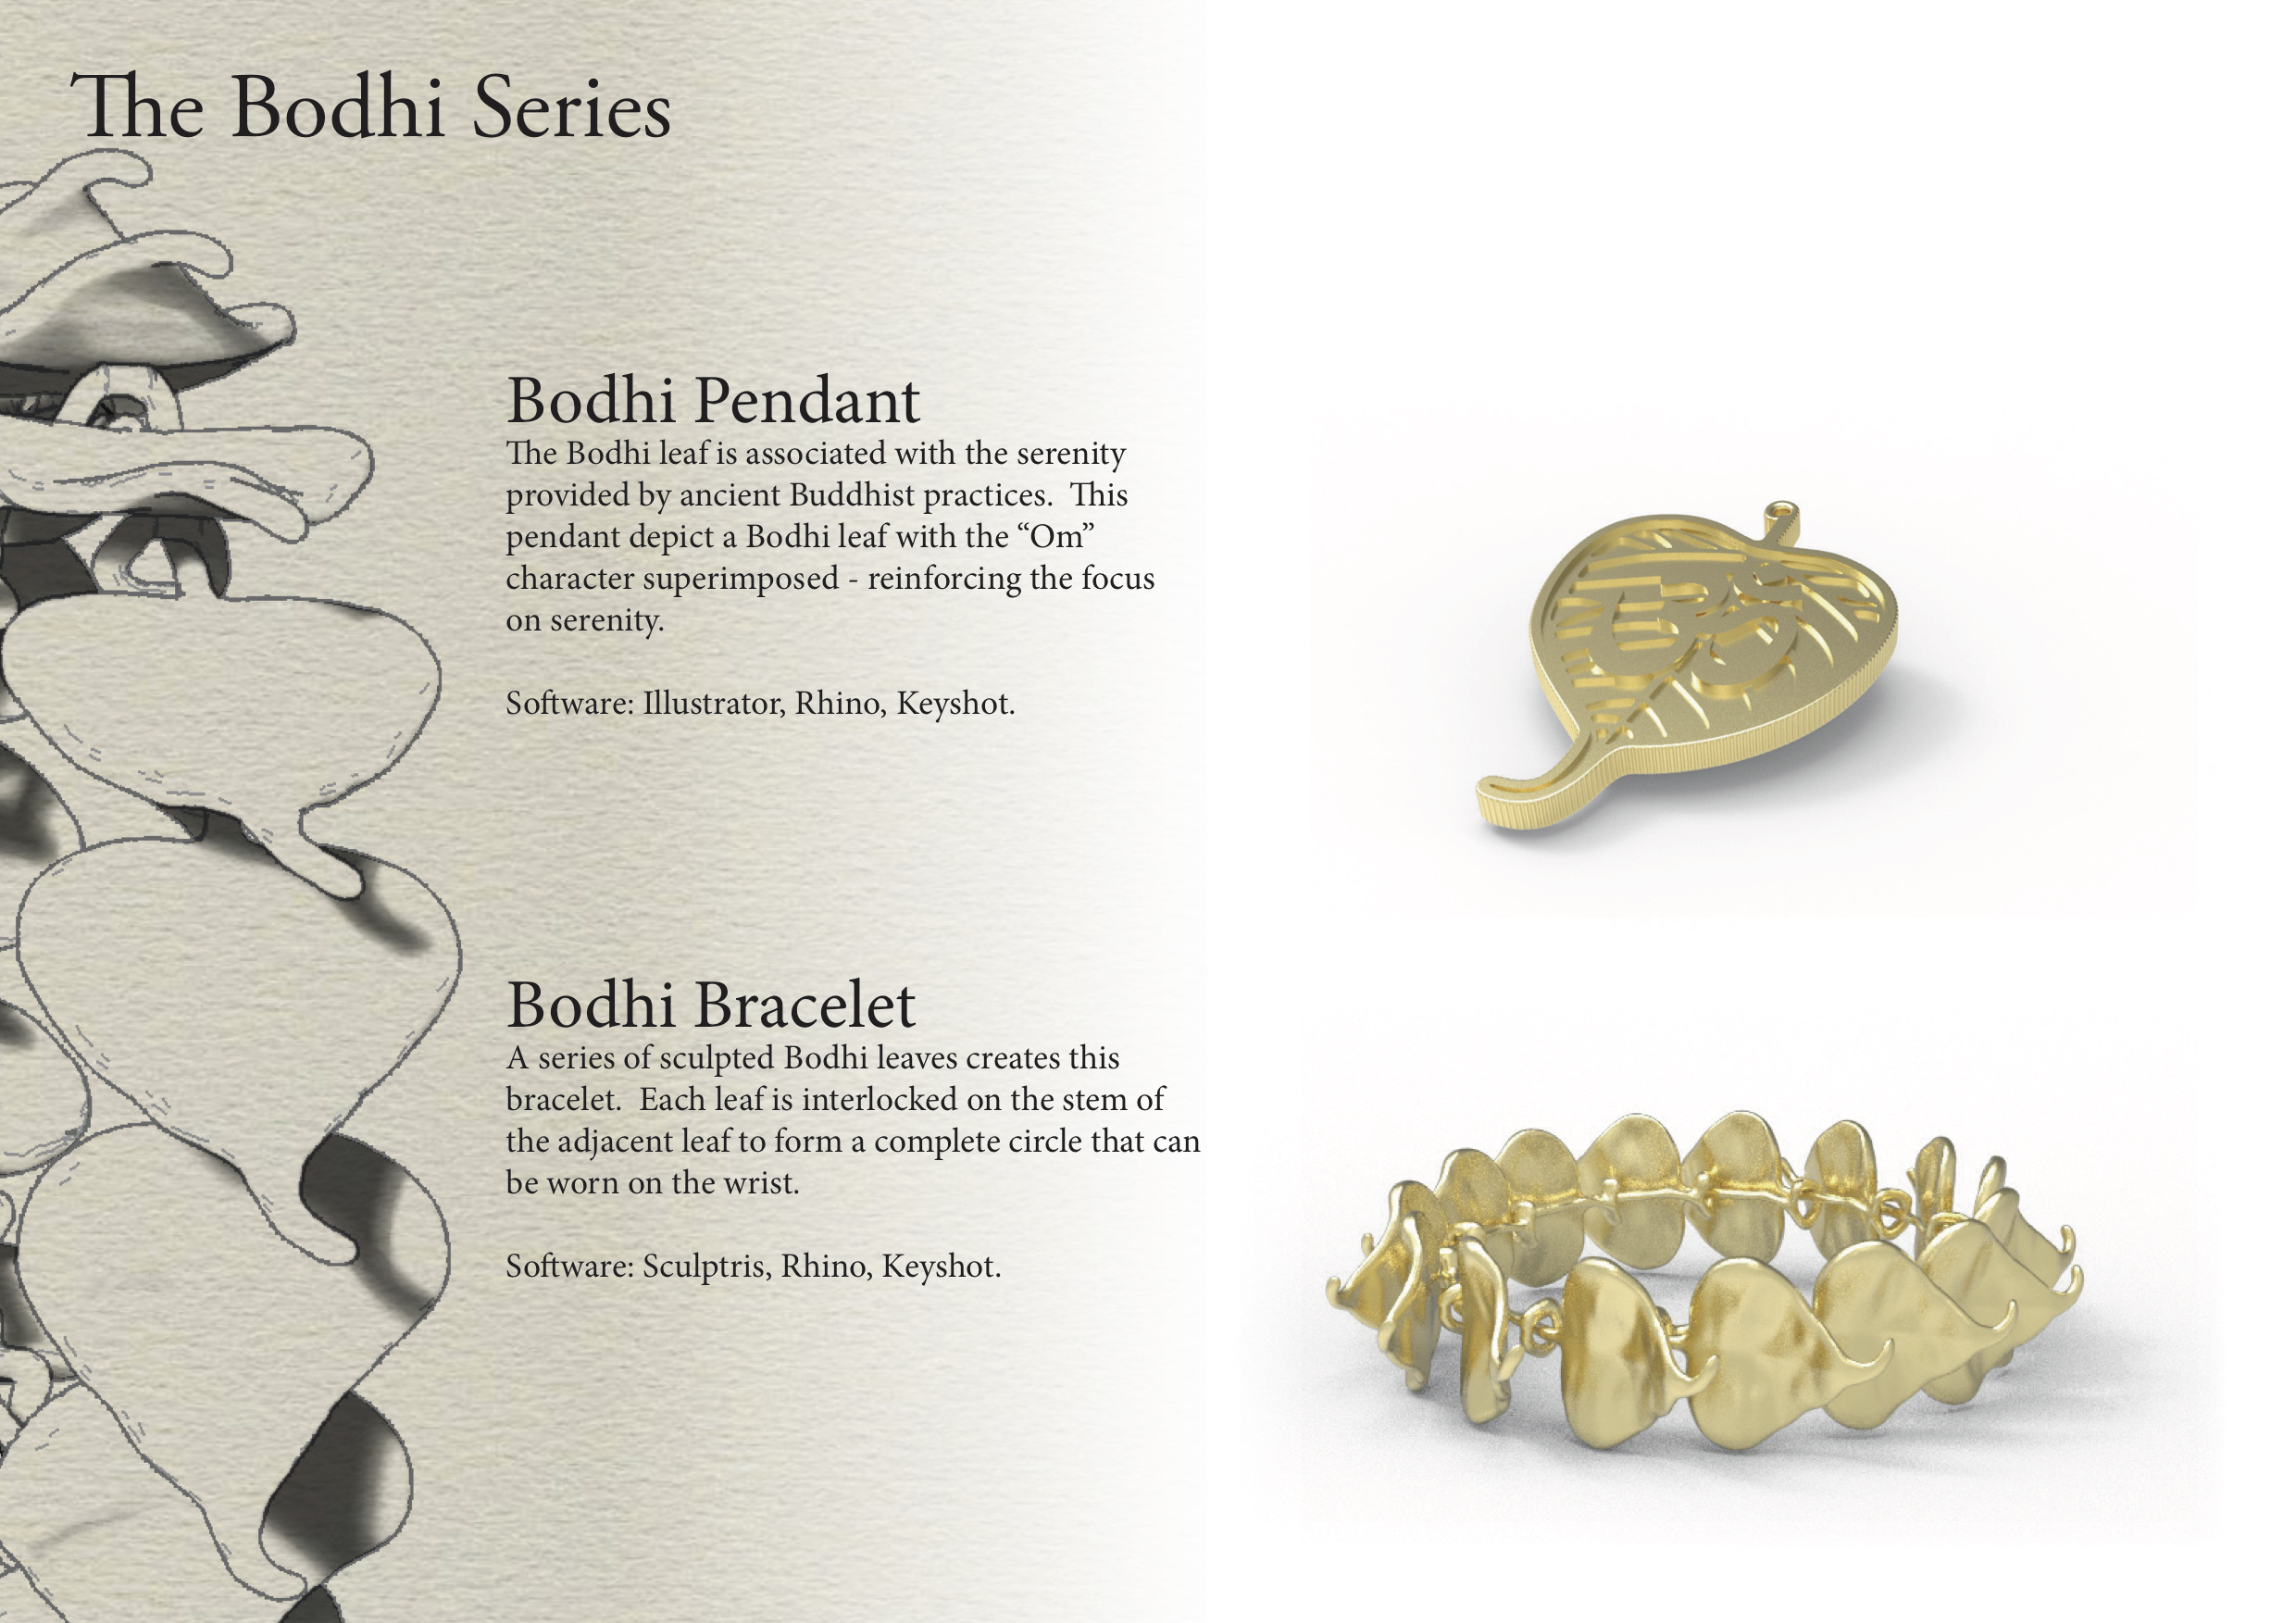 The Bodhi Series
Bodhi Pendant
The Bodhi leaf is associated with the serenity
provided by ancient Buddhist practices.  This
pendant depict a Bodhi leaf with the “Om”
character superimposed - reinforcing the focus
on serenity.
Software: Illustrator, Rhino, Keyshot.
ॐ
Bodhi Bracelet
A series of sculpted Bodhi leaves creates this
bracelet.  Each leaf is interlocked on the stem of
the adjacent leaf to form a complete circle that can
be worn on the wrist.
Software: Sculptris, Rhino, Keyshot.